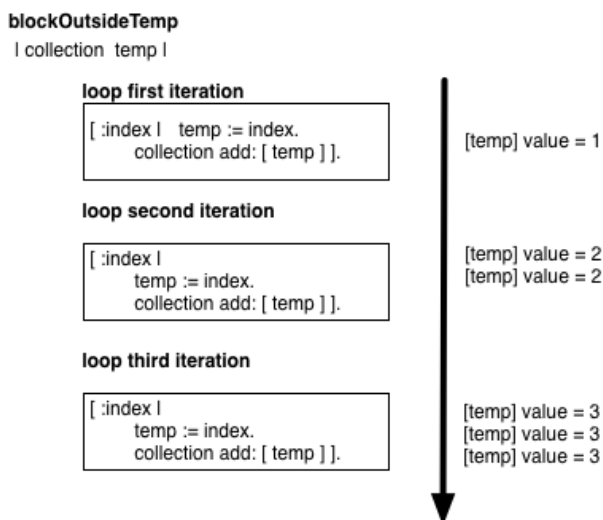 blockOutsideTemp
| collection temp |
loop first iteration
[ :index | temp := index.
collection add: [ temp ] ].
[temp] value = 1
loop second iteration
[ :index |
temp := index.
collection add: [ temp ] ].
[temp] value = 2
[temp] value = 2
loop third iteration
[ :index |
temp := index.
collection add: [ temp ] ].
[temp] value = 3
[temp] value = 3
[temp] value = 3